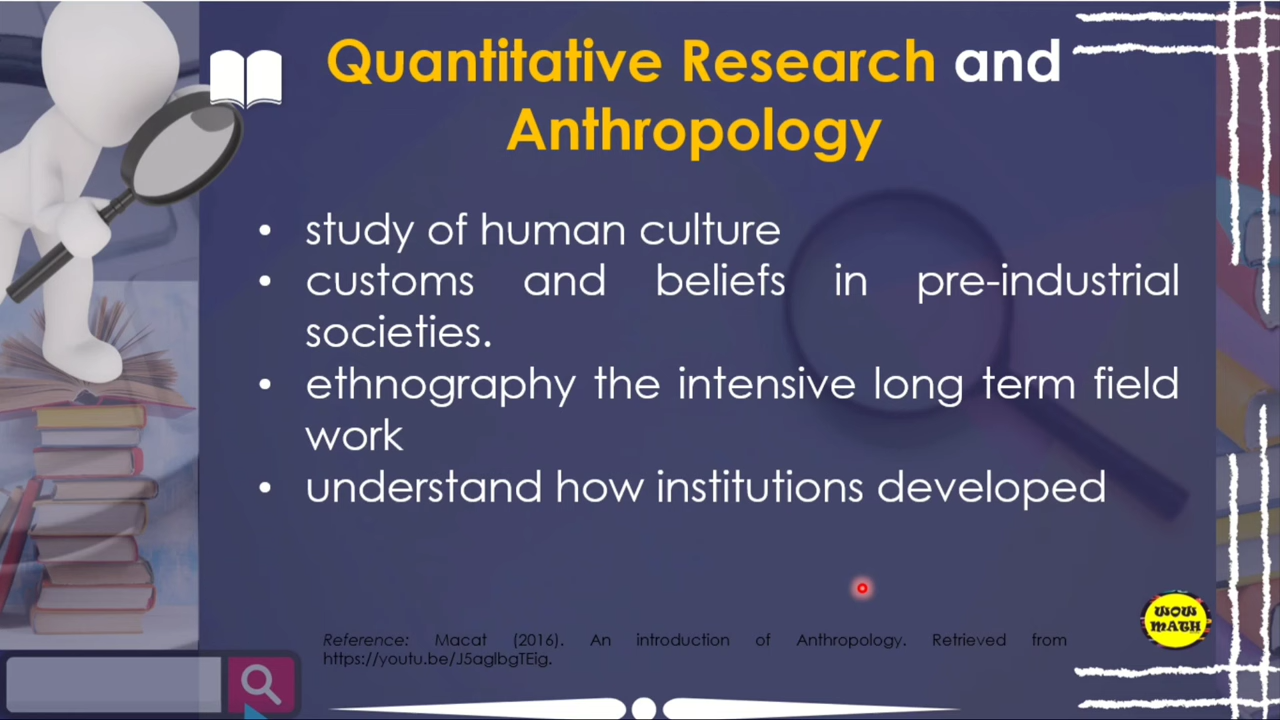 Quantitative Research and
Anthropology
• study of human culture
• customs and beliefs in pre-industrial
societies.
• ethnography the intensive long term field
work
• understand how institutions developed
Reference: Macat (2016). An introduction of Anthropology. Retrieved from
https://youtu.be/J5aglbgTEig.
WOW
MATH